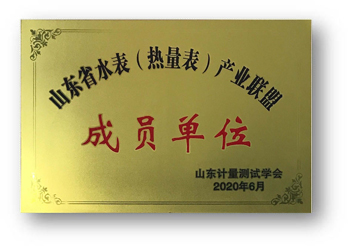 山东省水表（热量表）产业联盟
成员单位
山东计量测试学会
2020年6月